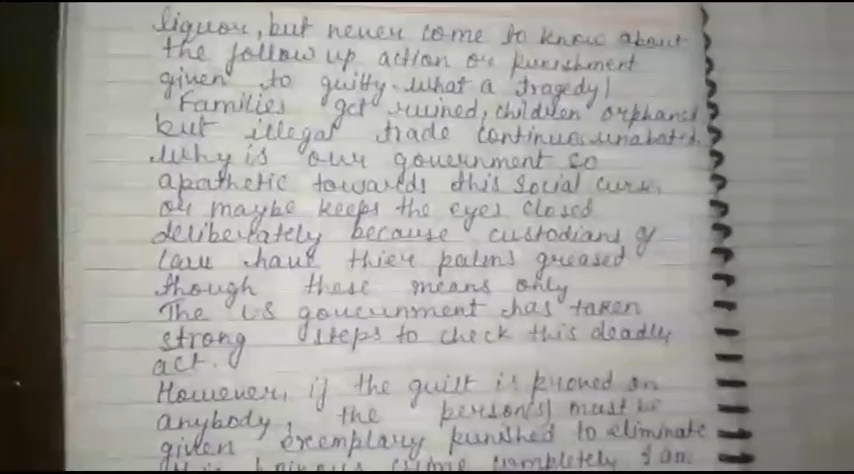 liquor, but never come to know about
the follow up action or punishment
given to guilty. what a tragedy!
Families get ruined, children orphaned
but illegal trade continues unabated.
Why is our government so
apathetic towards this social curse,
or maybe keeps the eyes closed
deliberately because custodians of
law have thier palms greased
though these means only
The US government has taken
strong steps to check this deadly
act.
However, if the guilt is proved on
anybody, the person(s) must be
given exemplary punished to eliminate
crime completely